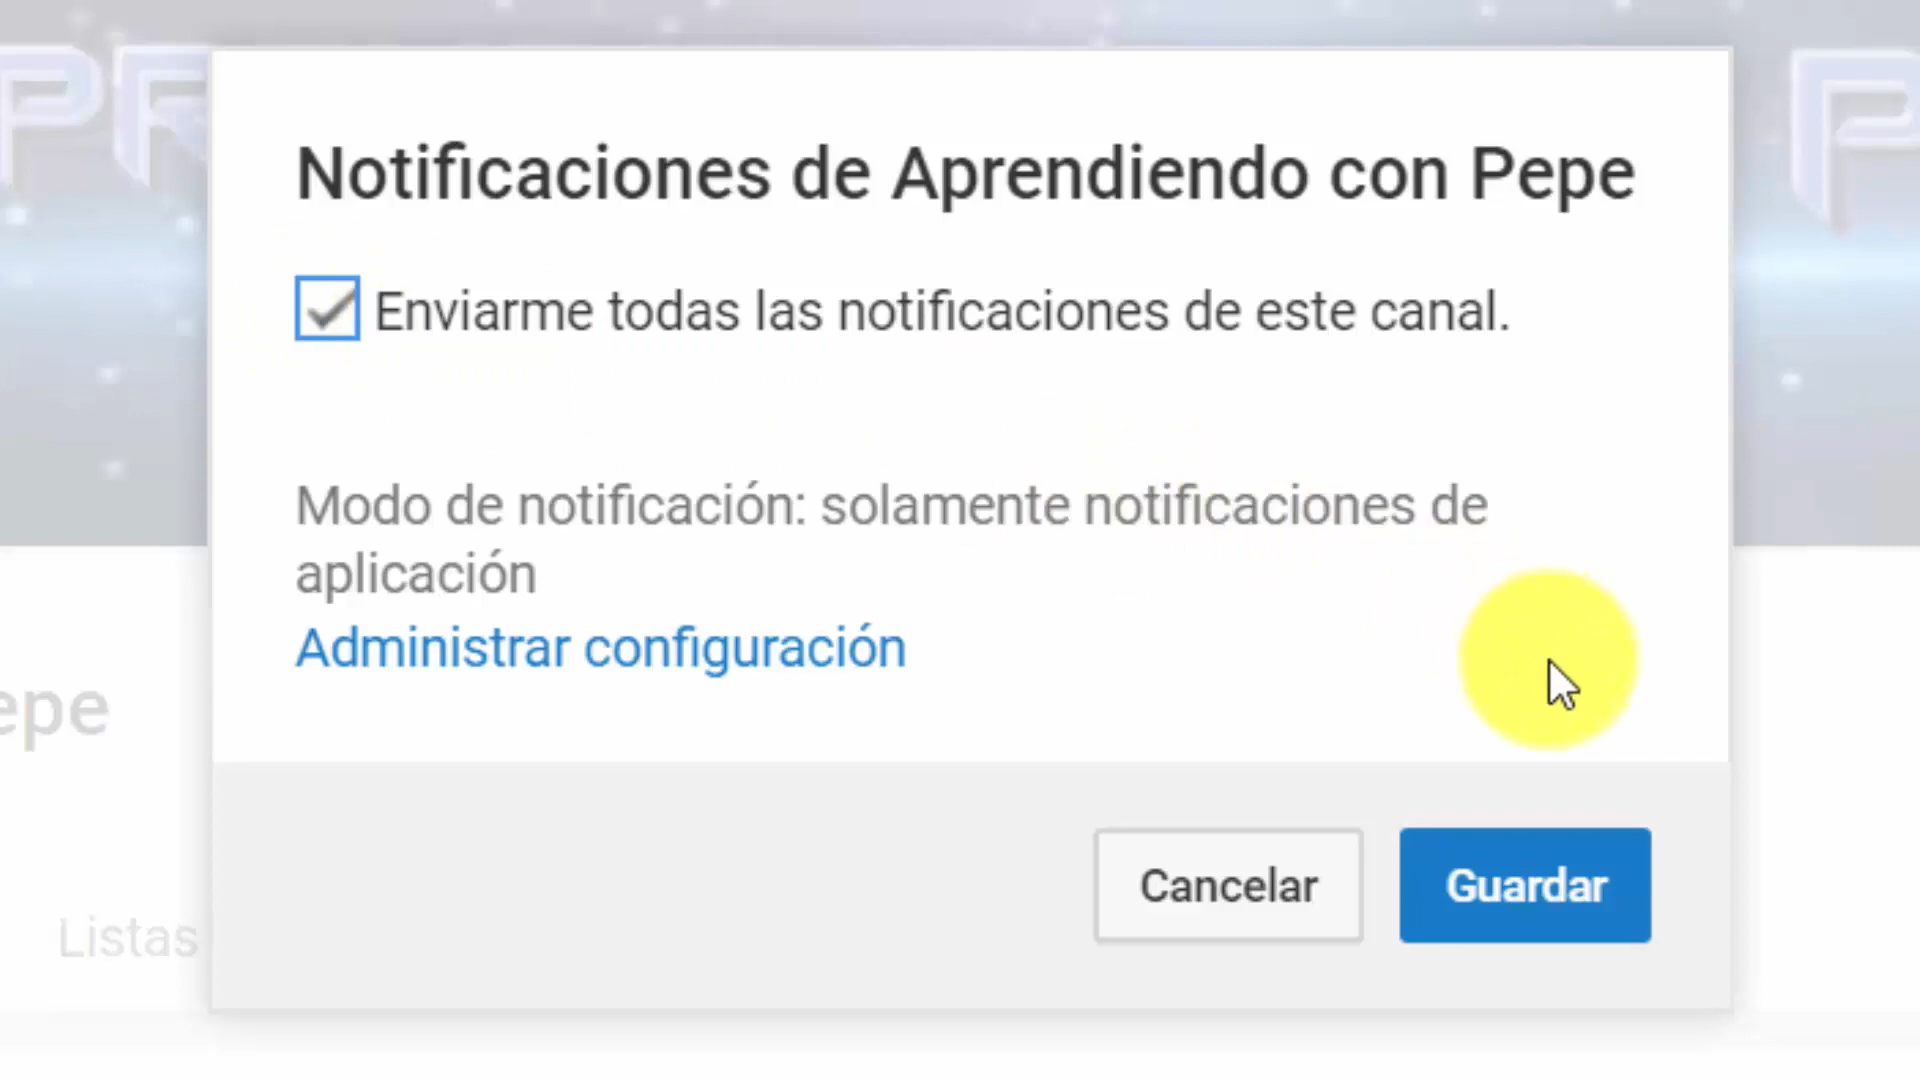 PR
P
Notificaciones de Aprendiendo con Pepe
Enviarme todas las notificaciones de este canal.
Modo de notificación: solamente notificaciones de
aplicación
Administrar configuración
epe
Cancelar
Guardar
Listas